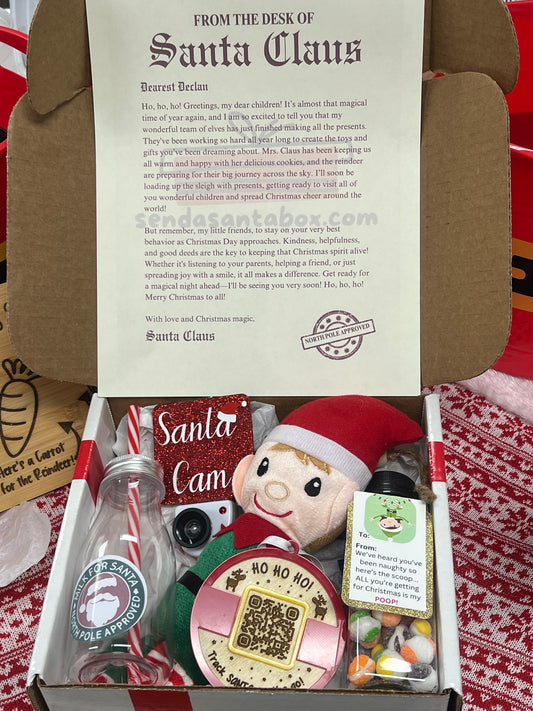 FROM THE DESK OF
Santa Claus
Dearest Declan
Ho, ho, ho! Greetings, my dear children! It's almost that magical
time of year again, and I am so excited to tell you that my
wonderful team of elves has just finished making all the presents.
They've been working so hard all year long to create the toys and
gifts you've been dreaming about. Mrs. Claus has been keeping us
all warm and happy with her delicious cookies, and the reindeer
are preparing for their big journey across the sky. I'll soon be
loading up the sleigh with presents, getting ready to visit all of
you wonderful children and spread Christmas cheer around the
world!
sendasantabox.com
But remember, my little friends, to stay on your very best
behavior as Christmas Day approaches. Kindness, helpfulness,
and good deeds are the key to keeping that Christmas spirit alive!
Whether it's listening to your parents, helping a friend, or just
spreading joy with a smile, it all makes a difference. Get ready for
a magical night ahead—I'll be seeing you very soon! Ho, ho, ho!
Merry Christmas to all!
With love and Christmas magic,
Santa Claus
NORTH POLE APPROVED
Here's a Carrot
for the Reindeer!
Santa
Cam
MILK FOR SANTA
NORTH POLE APPROVED
HO HO HO!
Track SANTA
To:
From:
We've heard you've
been naughty so
here's the scoop...
ALL you're getting
for Christmas is my
POOP!